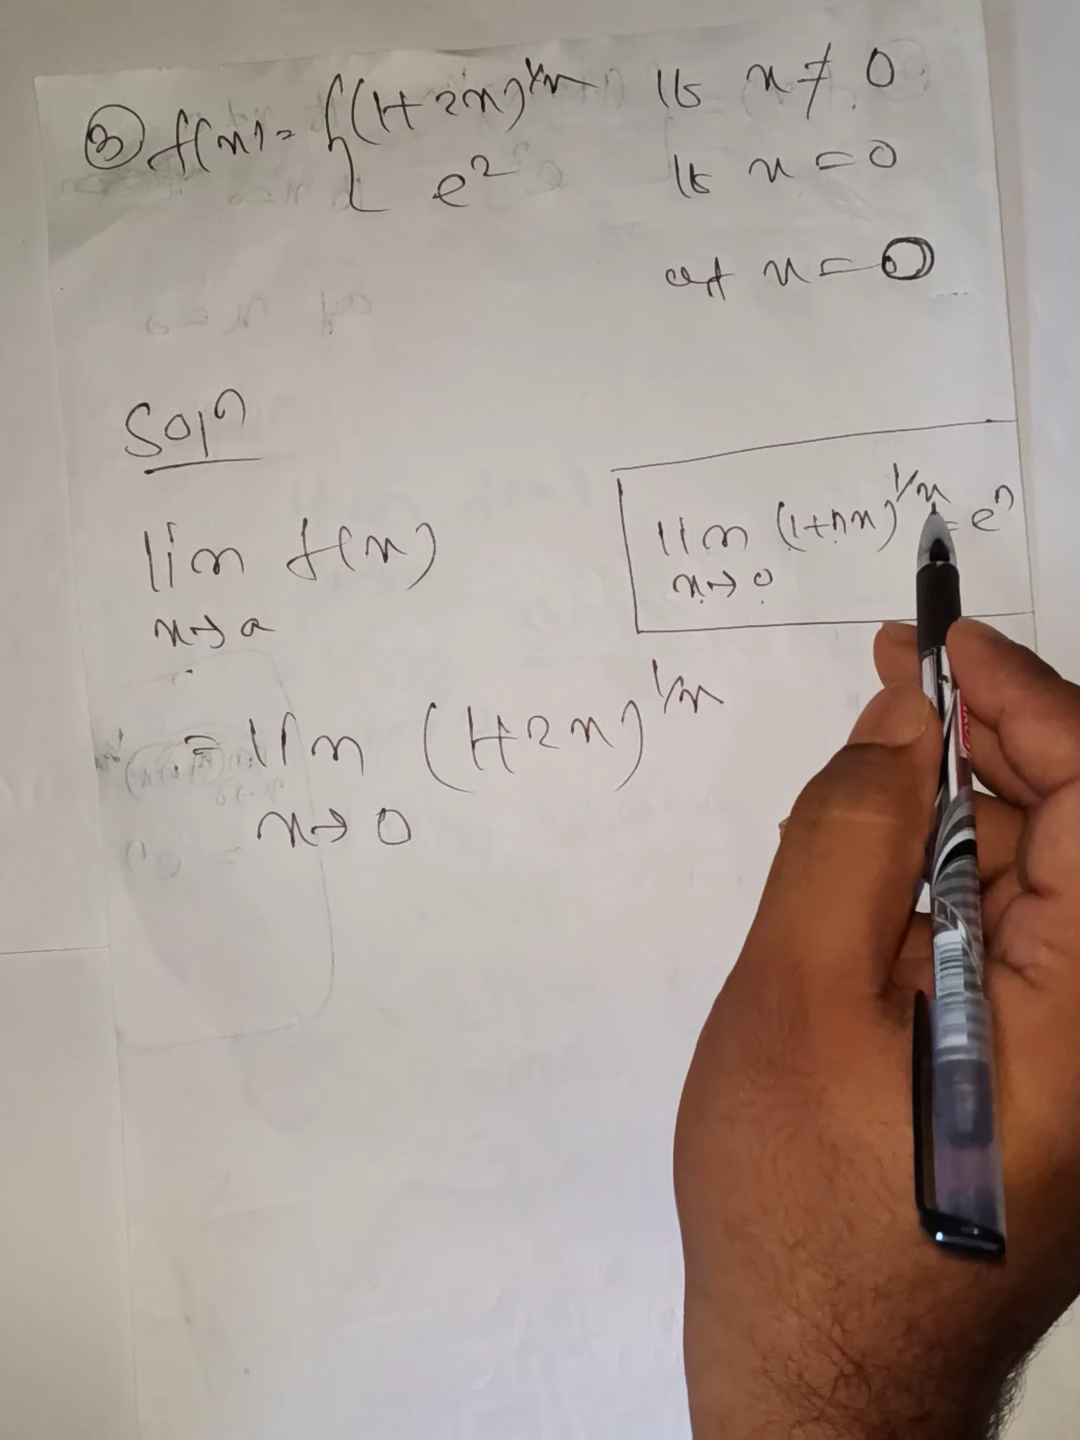 ③ f(x) = { (1+2x)^1/x if x ≠ 0
e² if x = 0
at x = 0
Solⁿ
lim f(x)
x→a
lim (1+nx)^1/x = eⁿ
x→0
= lim (1+2x)^1/x
x→0